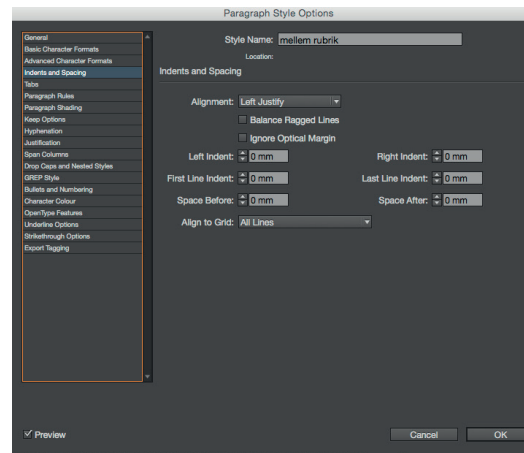 Paragraph Style Options
General
Basic Character Formats
Advanced Character Formats
Indents and Spacing
Tabs
Paragraph Rules
Paragraph Shading
Keep Options
Hyphenation
Justification
Span Columns
Drop Caps and Nested Styles
GREP Style
Bullets and Numbering
Character Colour
OpenType Features
Underline Options
Strikethrough Options
Export Tagging
Style Name: mellem rubrik
Location:
Indents and Spacing
Alignment: Left Justify
Balance Ragged Lines
Ignore Optical Margin
Left Indent: 0 mm Right Indent: 0 mm
First Line Indent: 0 mm Last Line Indent: 0 mm
Space Before: 0 mm Space After: 0 mm
Align to Grid: All Lines
Preview Cancel OK